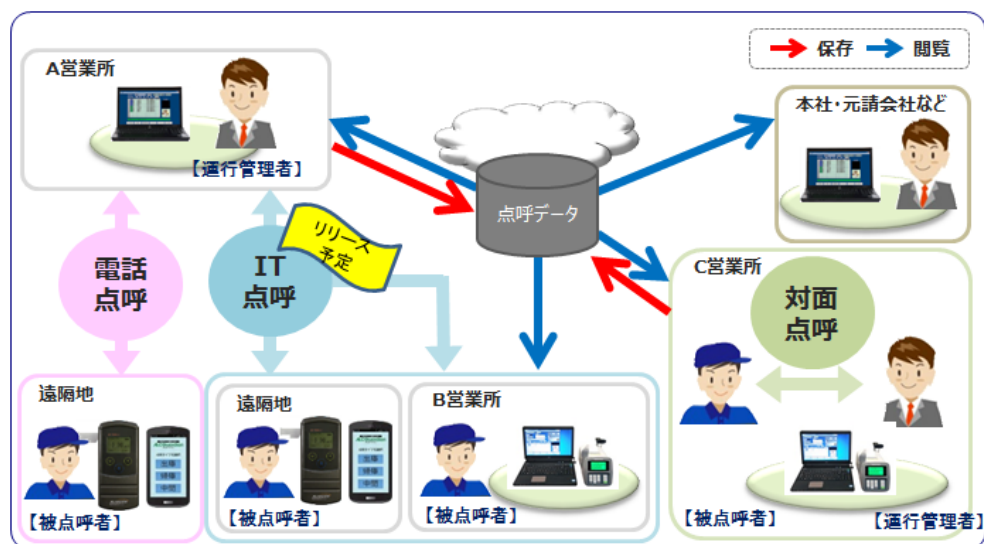 保存
閲覧
A営業所
【運行管理者】
本社・元請会社など
点呼データ
リリース
予定
電話
点呼
IT
点呼
C営業所
対面
点呼
遠隔地
【被点呼者】
遠隔地
【被点呼者】
B営業所
【被点呼者】
【被点呼者】
【運行管理者】